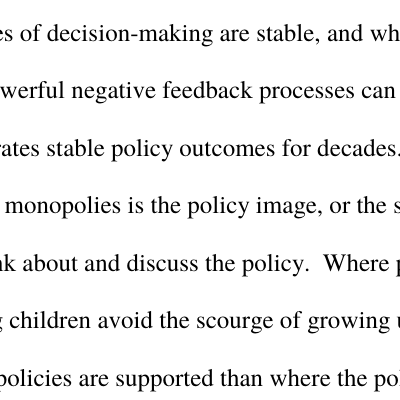 es of decision-making are stable, and wh
werful negative feedback processes can
rates stable policy outcomes for decades.
monopolies is the policy image, or the s
nk about and discuss the policy.  Where p
g children avoid the scourge of growing u
policies are supported than where the pol